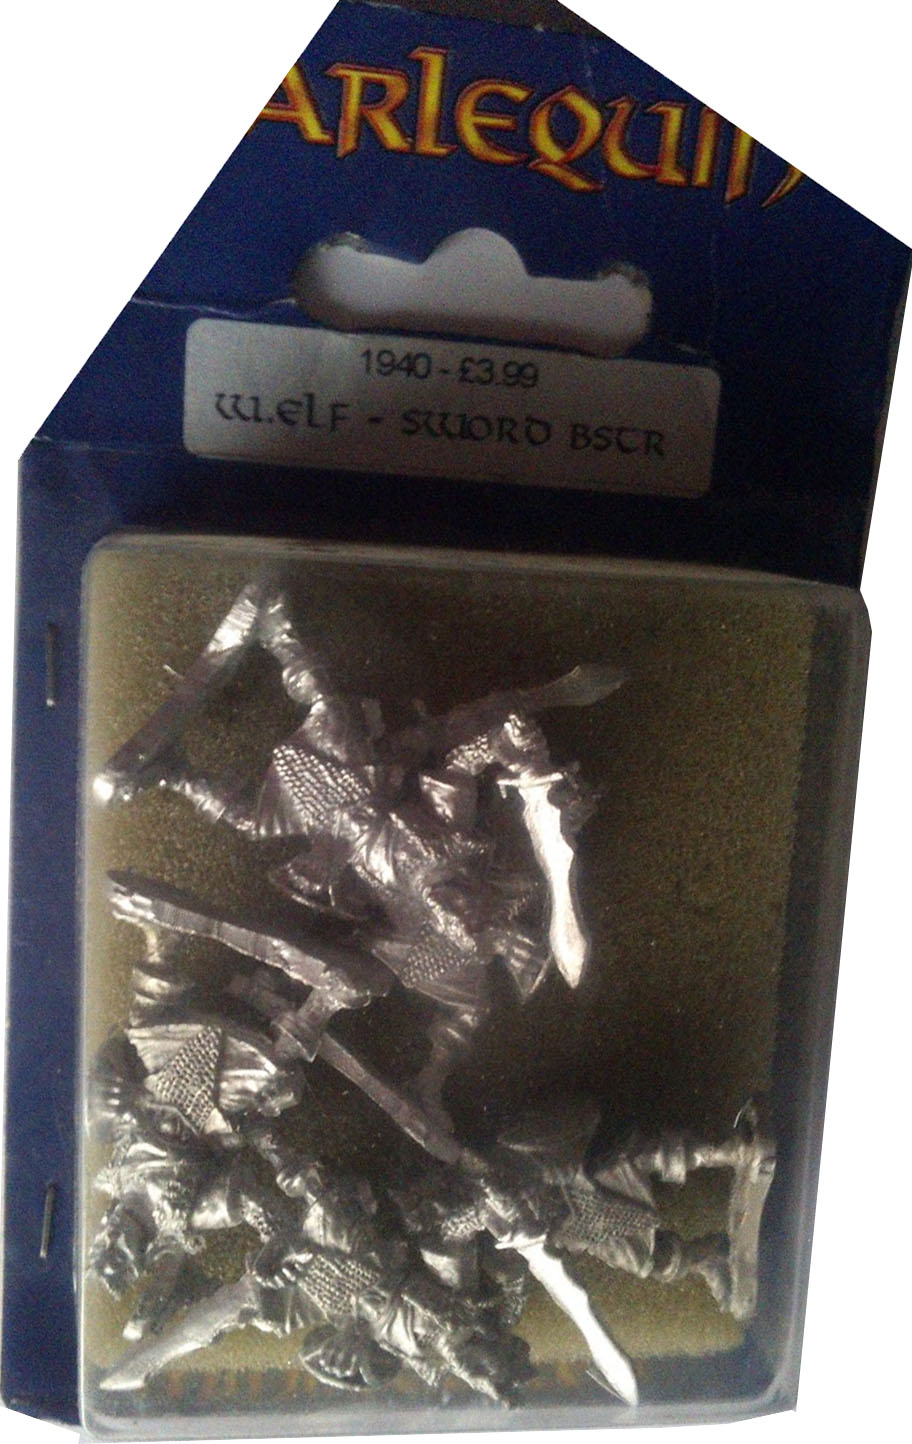 ARLEQUIN
1940 - £3.99
W.ELF - SWORD BSTR